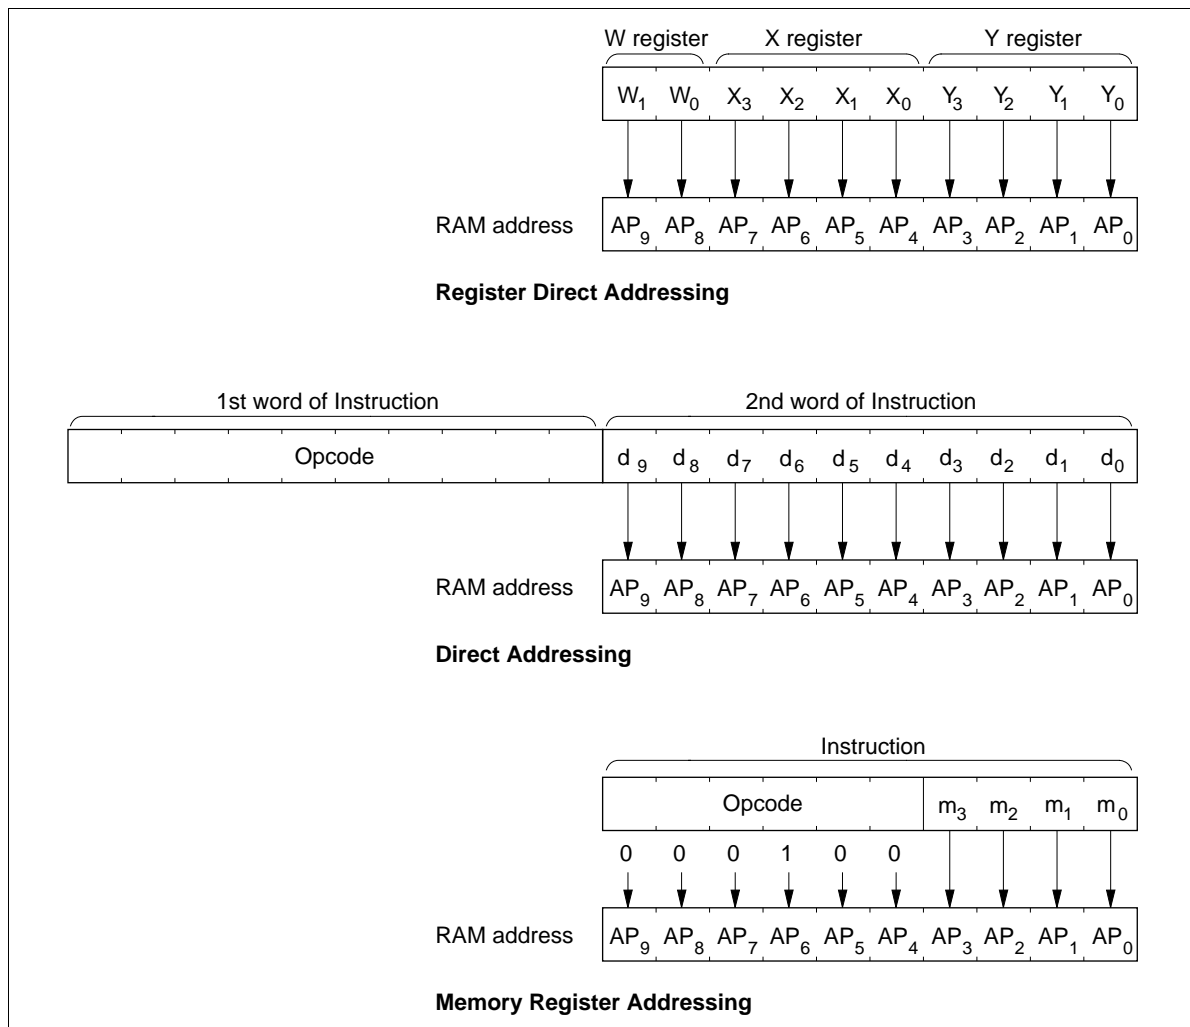 W register X register Y register
W1 W0 X3 X2 X1 X0 Y3 Y2 Y1 Y0
RAM address AP9 AP8 AP7 AP6 AP5 AP4 AP3 AP2 AP1 AP0
Register Direct Addressing
1st word of Instruction 2nd word of Instruction
Opcode d9 d8 d7 d6 d5 d4 d3 d2 d1 d0
RAM address AP9 AP8 AP7 AP6 AP5 AP4 AP3 AP2 AP1 AP0
Direct Addressing
Instruction
Opcode m3 m2 m1 m0
0 0 0 1 0 0
RAM address AP9 AP8 AP7 AP6 AP5 AP4 AP3 AP2 AP1 AP0
Memory Register Addressing